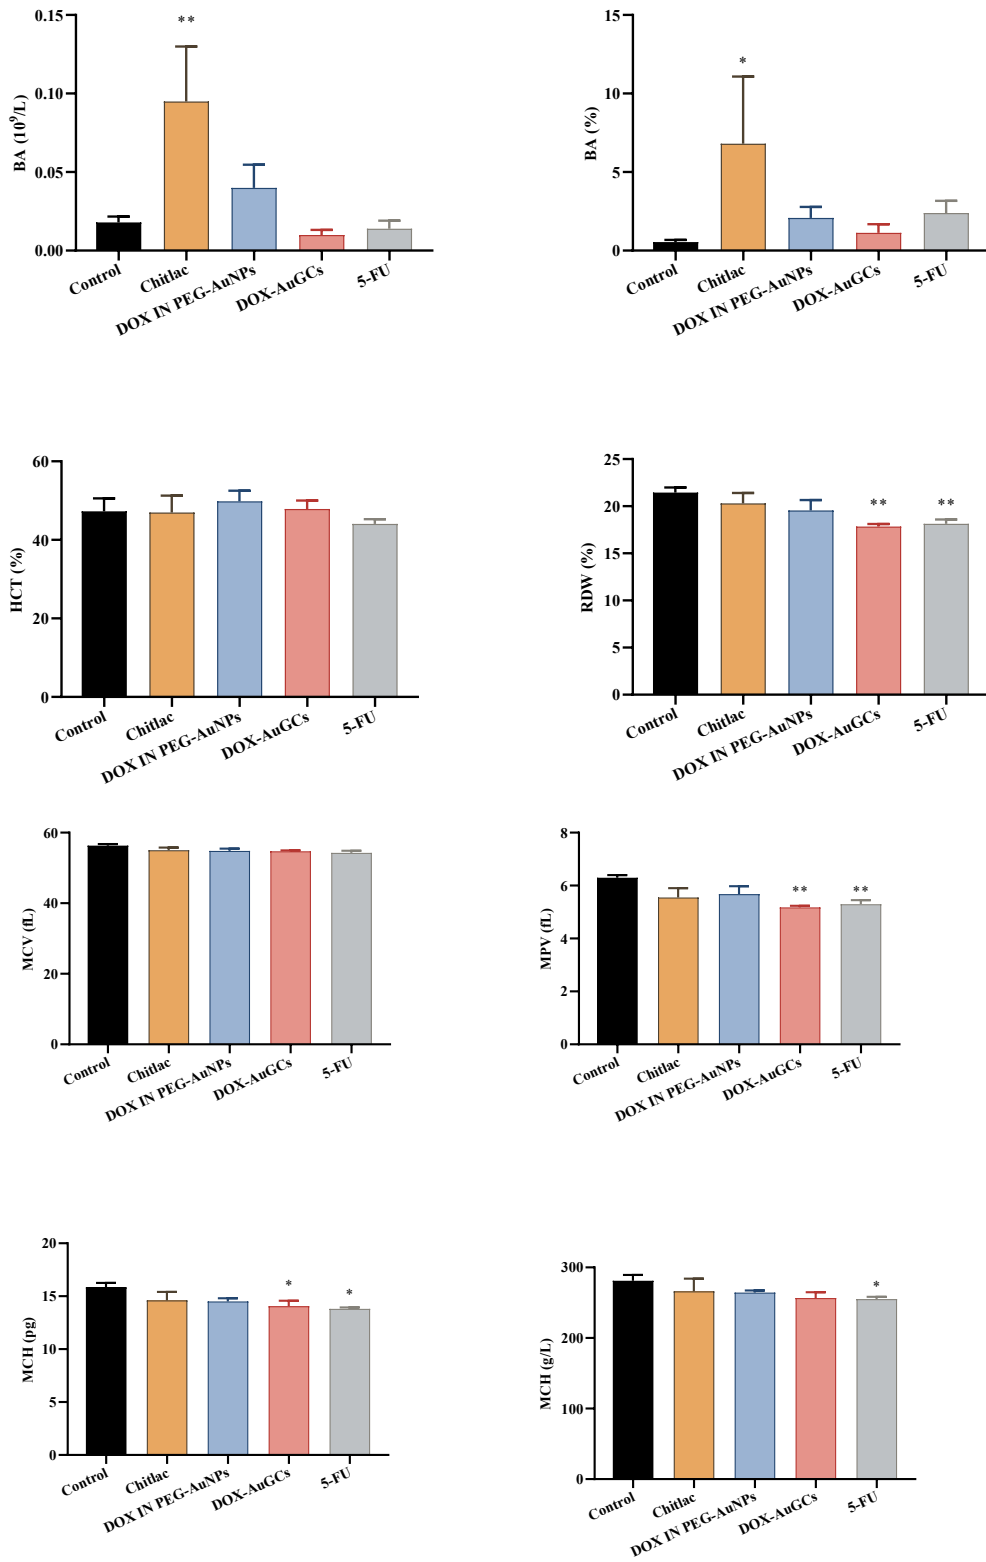 0.15
0.10
0.05
0.00
BA (10⁹/L)
**
Control
Chitlac
DOX IN PEG-AuNPs
DOX-AuGCs
5-FU
15
10
5
0
BA (%)
*
Control
Chitlac
DOX IN PEG-AuNPs
DOX-AuGCs
5-FU
60
40
20
0
HCT (%)
Control
Chitlac
DOX IN PEG-AuNPs
DOX-AuGCs
5-FU
25
20
15
10
5
0
RDW (%)
**
**
Control
Chitlac
DOX IN PEG-AuNPs
DOX-AuGCs
5-FU
60
40
20
0
MCV (fL)
Control
Chitlac
DOX IN PEG-AuNPs
DOX-AuGCs
5-FU
8
6
4
2
0
MPV (fL)
**
**
Control
Chitlac
DOX IN PEG-AuNPs
DOX-AuGCs
5-FU
20
15
10
5
0
MCH (pg)
*
*
Control
Chitlac
DOX IN PEG-AuNPs
DOX-AuGCs
5-FU
300
200
100
0
MCH (g/L)
*
Control
Chitlac
DOX IN PEG-AuNPs
DOX-AuGCs
5-FU